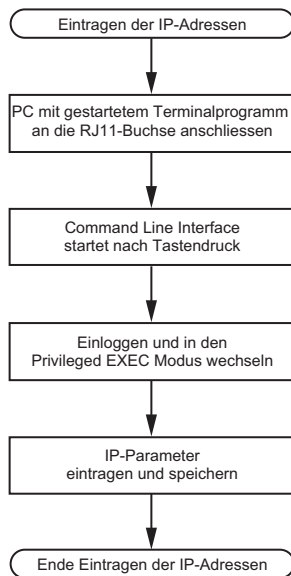 Eintragen der IP-Adressen
PC mit gestartetem Terminalprogramm
an die RJ11-Buchse anschliessen
Command Line Interface
startet nach Tastendruck
Einloggen und in den
Privileged EXEC Modus wechseln
IP-Parameter
eintragen und speichern
Ende Eintragen der IP-Adressen